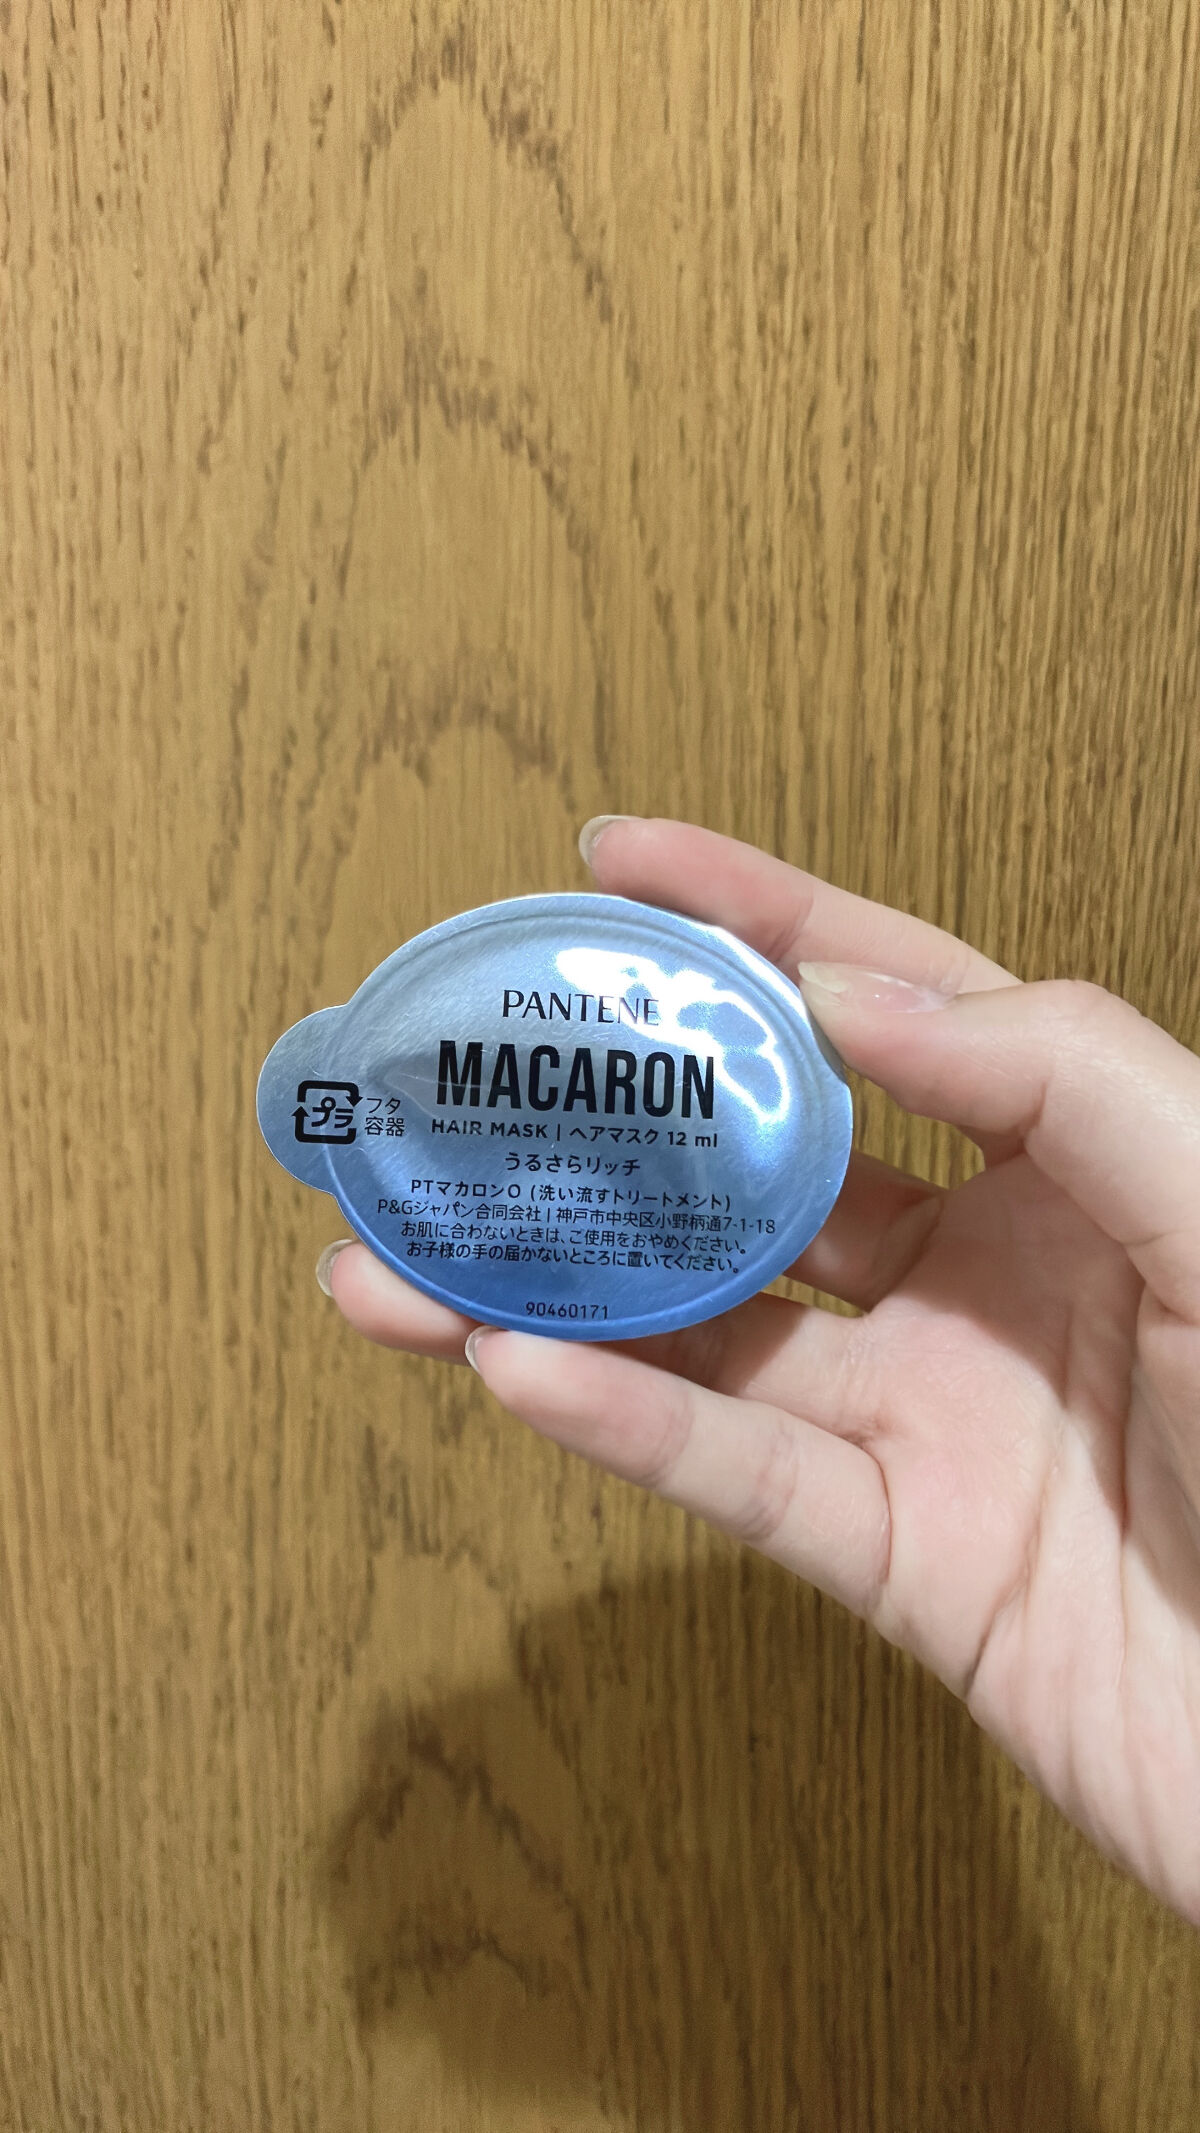 PANTENE
MACARON
HAIR MASK | ヘアマスク 12 ml
うるさらリッチ
PTマカロンO (洗い流すトリートメント)
P&Gジャパン合同会社 | 神戸市中央区小野柄通7-1-18
お肌に合わないときは、ご使用をおやめください。
お子様の手の届かないところに置いてください。
90460171
プラ
フタ
容器